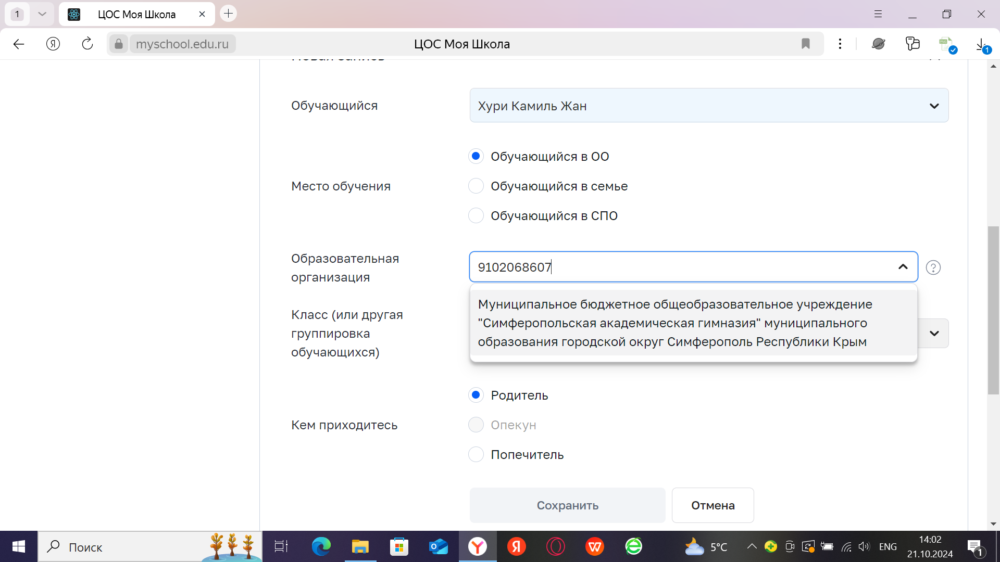 1
ЦОС Моя Школа
myschool.edu.ru
ЦОС Моя Школа
1
Обучающийся
Хури Камиль Жан
Обучающийся в ОО
Место обучения
Обучающийся в семье
Обучающийся в СПО
Образовательная
организация
9102068607
?
Муниципальное бюджетное общеобразовательное учреждение
"Симферопольская академическая гимназия" муниципального
образования городской округ Симферополь Республики Крым
Класс (или другая
группировка
обучающихся)
Родитель
Кем приходитесь
Опекун
Попечитель
Сохранить
Отмена
Поиск
5°C
ENG
14:02
21.10.2024
1